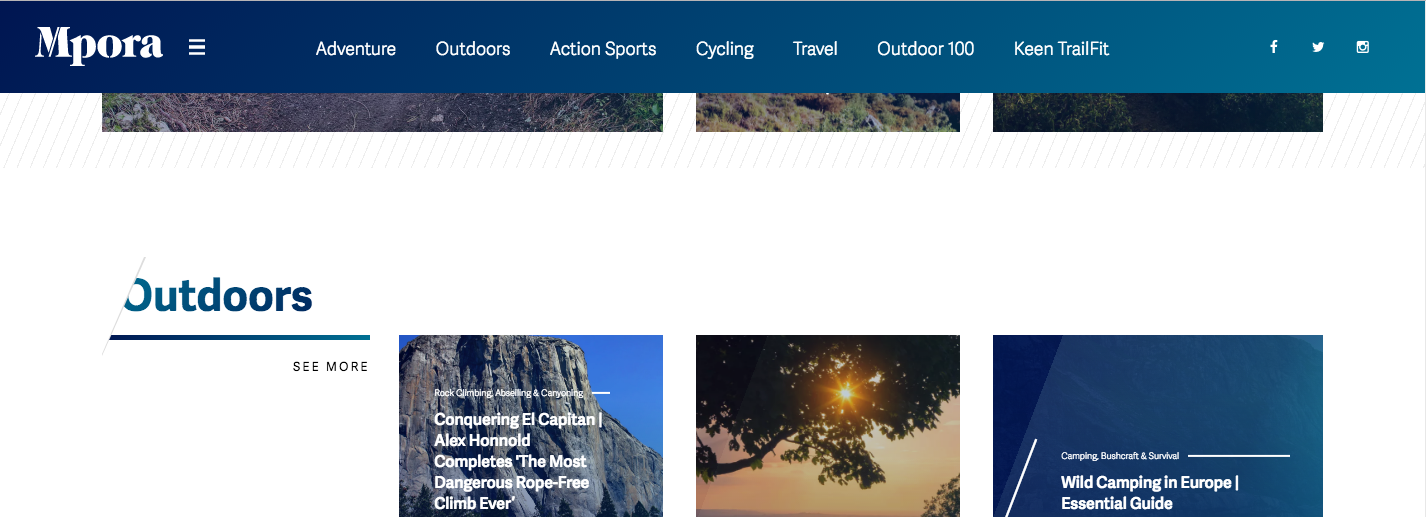 Mpora
Adventure
Outdoors
Action Sports
Cycling
Travel
Outdoor 100
Keen TrailFit
Outdoors
SEE MORE
Rock Climbing, Abseiling & Canyoning
Conquering El Capitan |
Alex Honnold
Completes 'The Most
Dangerous Rope-Free
Climb Ever'
Camping, Bushcraft & Survival
Wild Camping in Europe |
Essential Guide